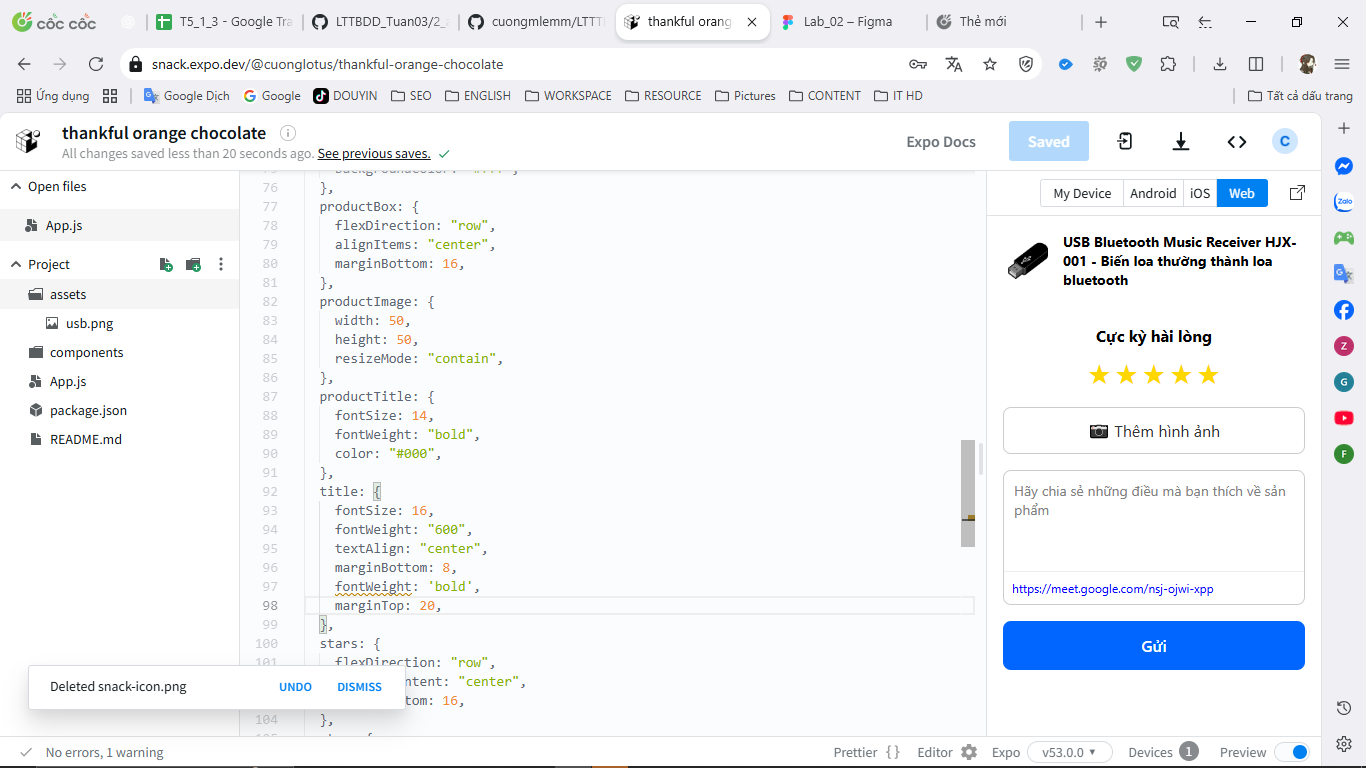 cốc cốc
T5_1_3 - Google Tra
LTTBDD_Tuan03/2_a
cuongmlemm/LTTT
thankful orang
Lab_02 – Figma
Thẻ mới
snack.expo.dev/@cuonglotus/thankful-orange-chocolate
Ứng dụng
Google Dịch
Google
DOUYIN
SEO
ENGLISH
WORKSPACE
RESOURCE
Pictures
CONTENT
IT HD
Tất cả dấu trang
thankful orange chocolate
All changes saved less than 20 seconds ago. See previous saves.
Expo Docs
Saved
C
Open files
App.js
Project
assets
usb.png
components
App.js
package.json
README.md
76 },
77 productBox: {
78 flexDirection: "row",
79 alignItems: "center",
80 marginBottom: 16,
81 },
82 productImage: {
83 width: 50,
84 height: 50,
85 resizeMode: "contain",
86 },
87 productTitle: {
88 fontSize: 14,
89 fontWeight: "bold",
90 color: "#000",
91 },
92 title: {
93 fontSize: 16,
94 fontWeight: "600",
95 textAlign: "center",
96 marginBottom: 8,
97 fontWeight: 'bold',
98 marginTop: 20,
99 },
100 stars: {
101 flexDirection: "row",
ntent: "center",
tom: 16,
104 },
Deleted snack-icon.png
UNDO
DISMISS
My Device
Android
iOS
Web
USB Bluetooth Music Receiver HJX-
001 - Biến loa thường thành loa
bluetooth
Cực kỳ hài lòng
Thêm hình ảnh
Hãy chia sẻ những điều mà bạn thích về sản
phẩm
https://meet.google.com/nsj-ojwi-xpp
Gửi
Zalo
Z
G
F
No errors, 1 warning
Prettier { }
Editor
Expo
v53.0.0
Devices 1
Preview